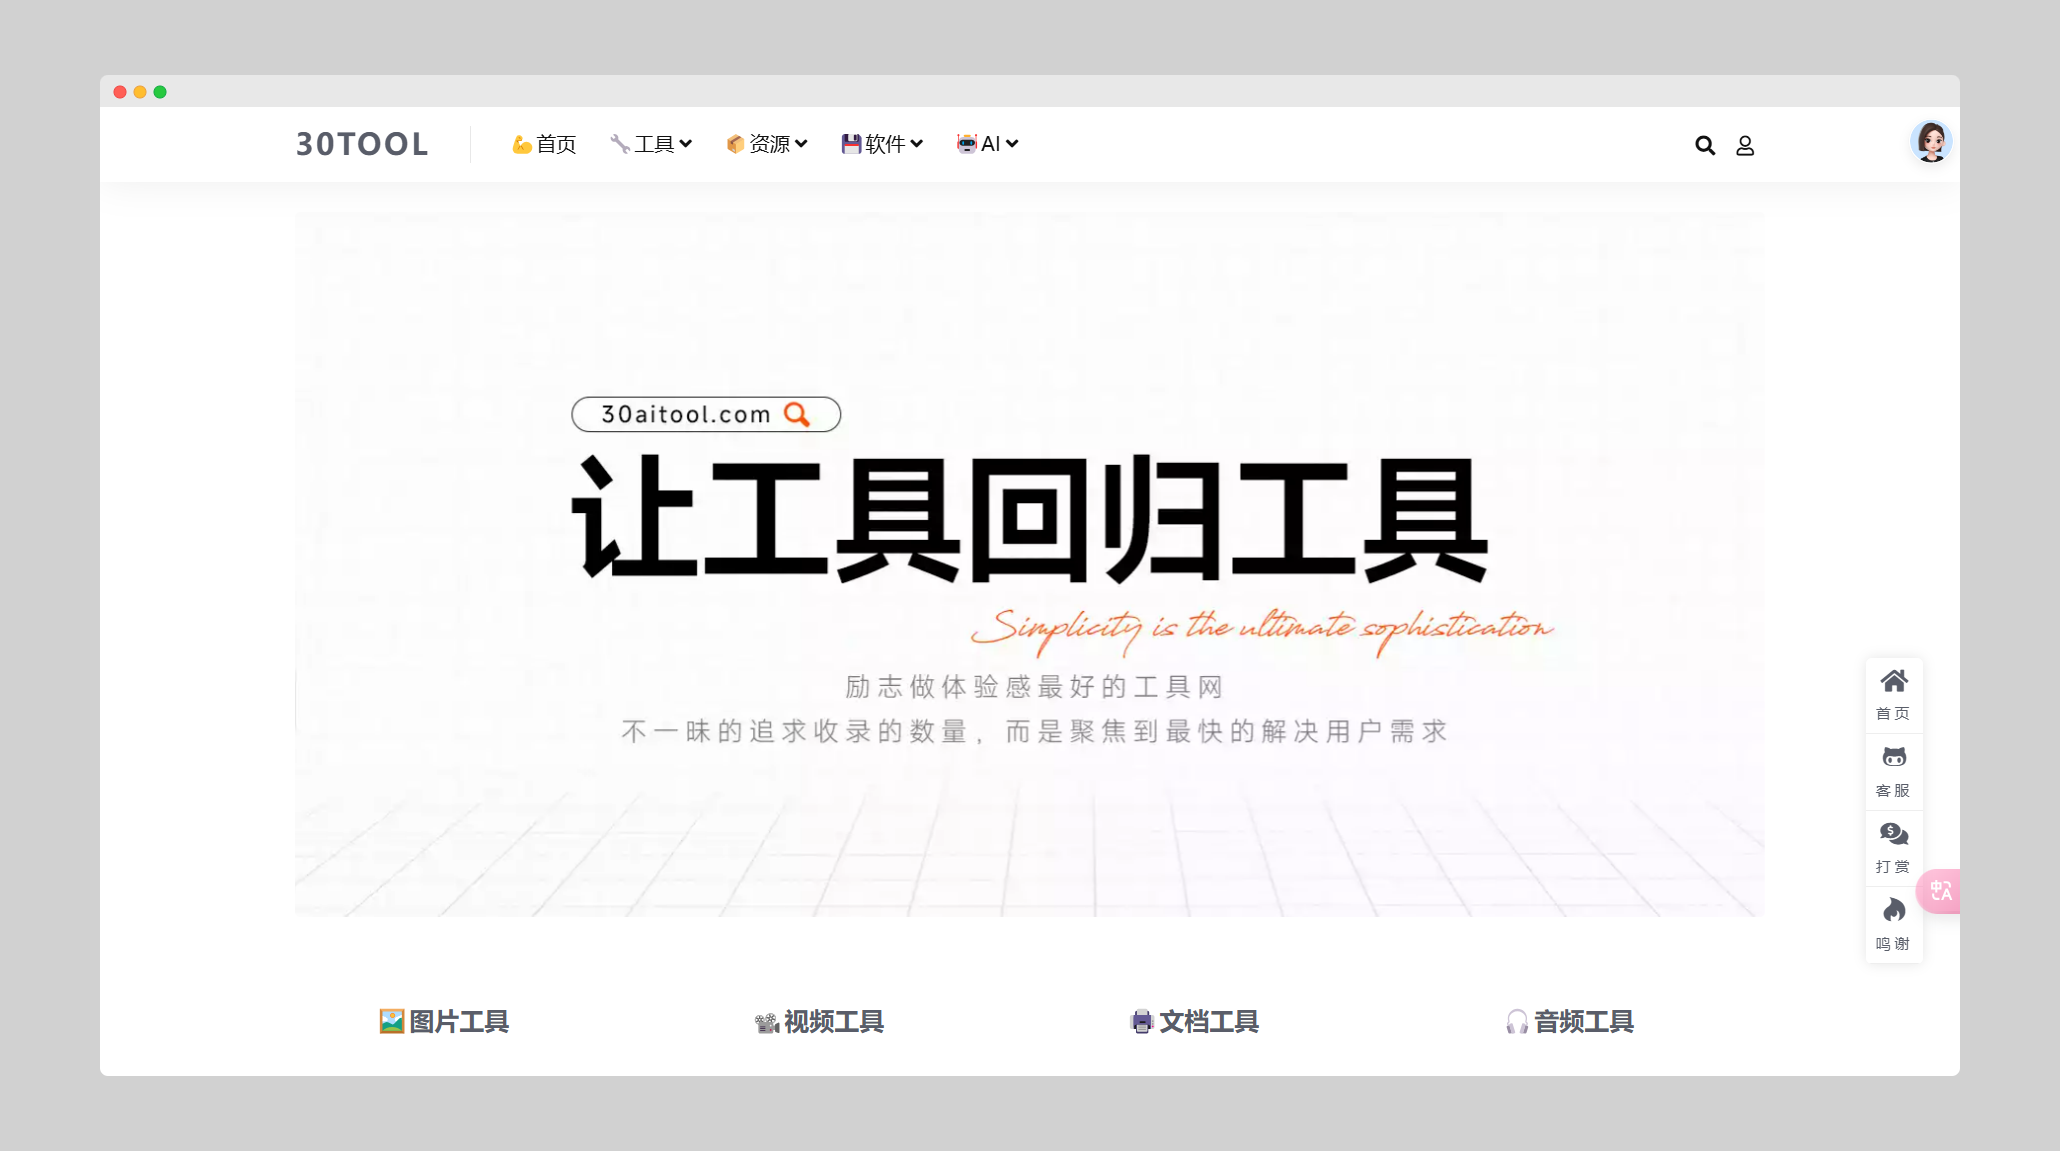 30TOOL
首页
工具
资源
软件
AI
30aitool.com
让工具回归工具
Simplicity is the ultimate sophistication
励志做体验感最好的工具网
不一昧的追求收录的数量，而是聚焦到最快的解决用户需求
首页
客服
打赏
鸣谢
图片工具
视频工具
文档工具
音频工具